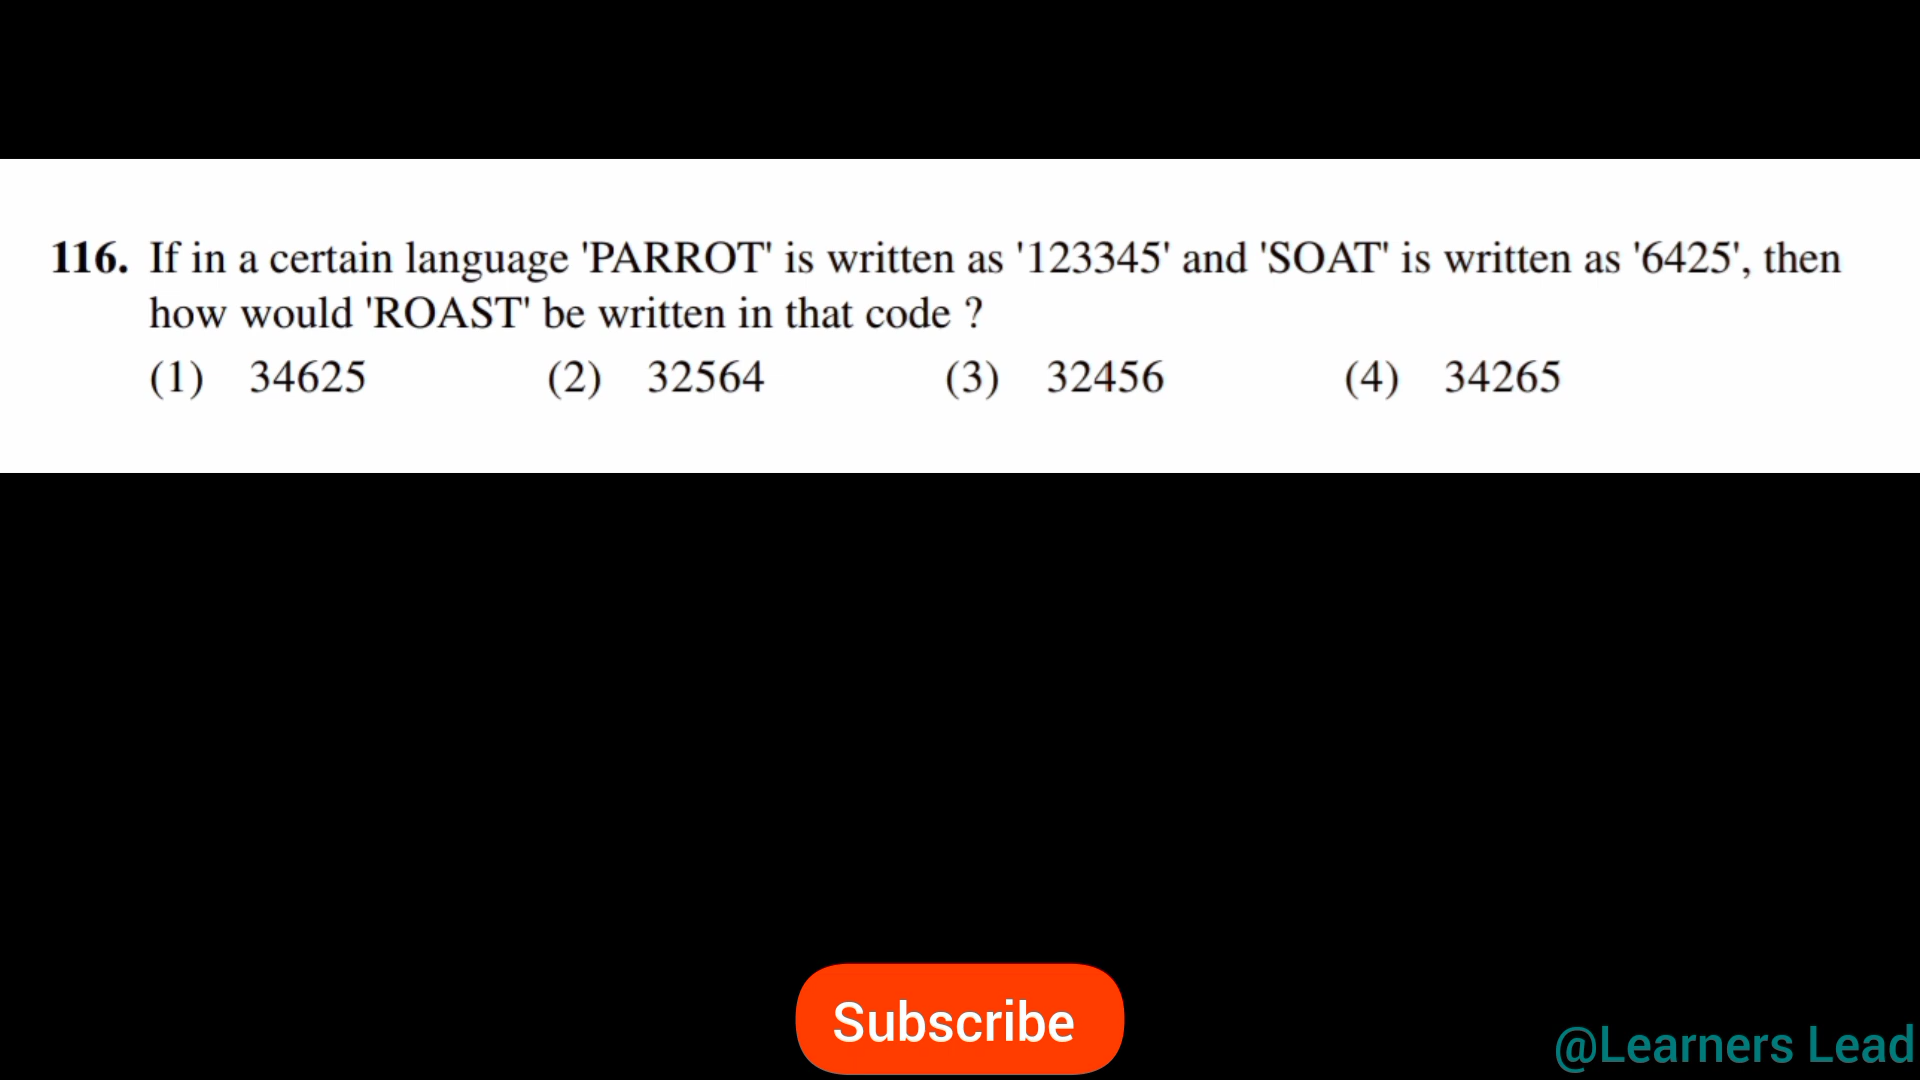 116. If in a certain language 'PARROT' is written as '123345' and 'SOAT' is written as '6425', then
how would 'ROAST' be written in that code ?
(1) 34625 (2) 32564 (3) 32456 (4) 34265
Subscribe
@Learners Lead